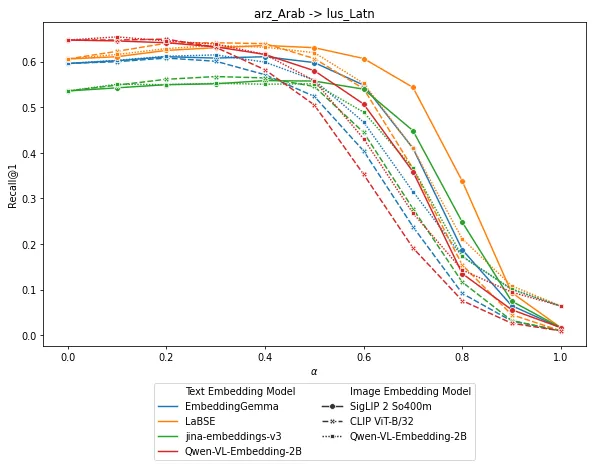 arz_Arab -> lus_Latn
Recall@1
0.6
0.5
0.4
0.3
0.2
0.1
0.0
0.0 0.2 0.4 0.6 0.8 1.0
α
Text Embedding Model
EmbeddingGemma
LaBSE
jina-embeddings-v3
Qwen-VL-Embedding-2B
Image Embedding Model
SigLIP 2 So400m
CLIP ViT-B/32
Qwen-VL-Embedding-2B